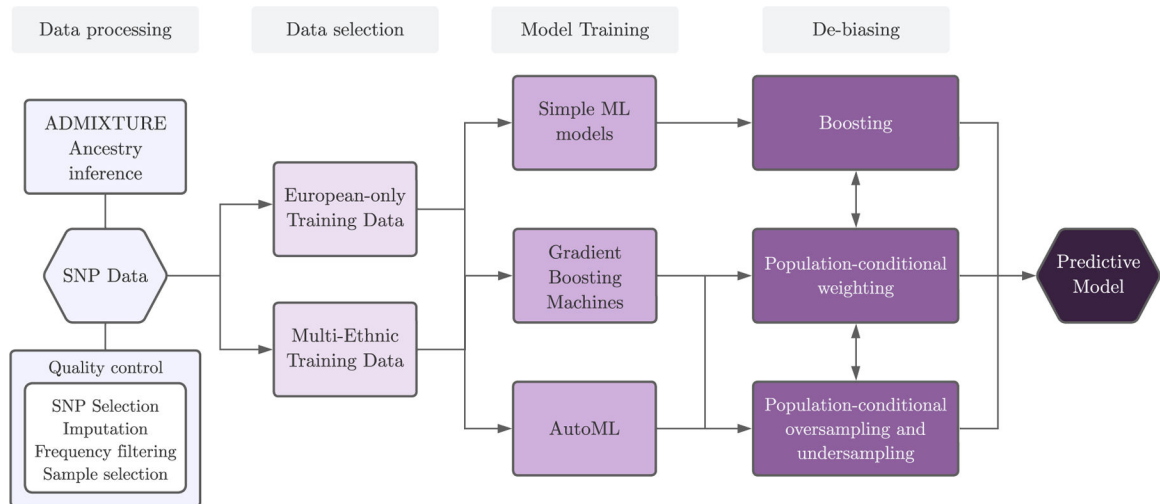 Data processing
Data selection
Model Training
De-biasing
ADMIXTURE
Ancestry
inference
SNP Data
Quality control
SNP Selection
Imputation
Frequency filtering
Sample selection
European-only
Training Data
Multi-Ethnic
Training Data
Simple ML
models
Gradient
Boosting
Machines
AutoML
Boosting
Population-conditional
weighting
Population-conditional
oversampling and
undersampling
Predictive
Model